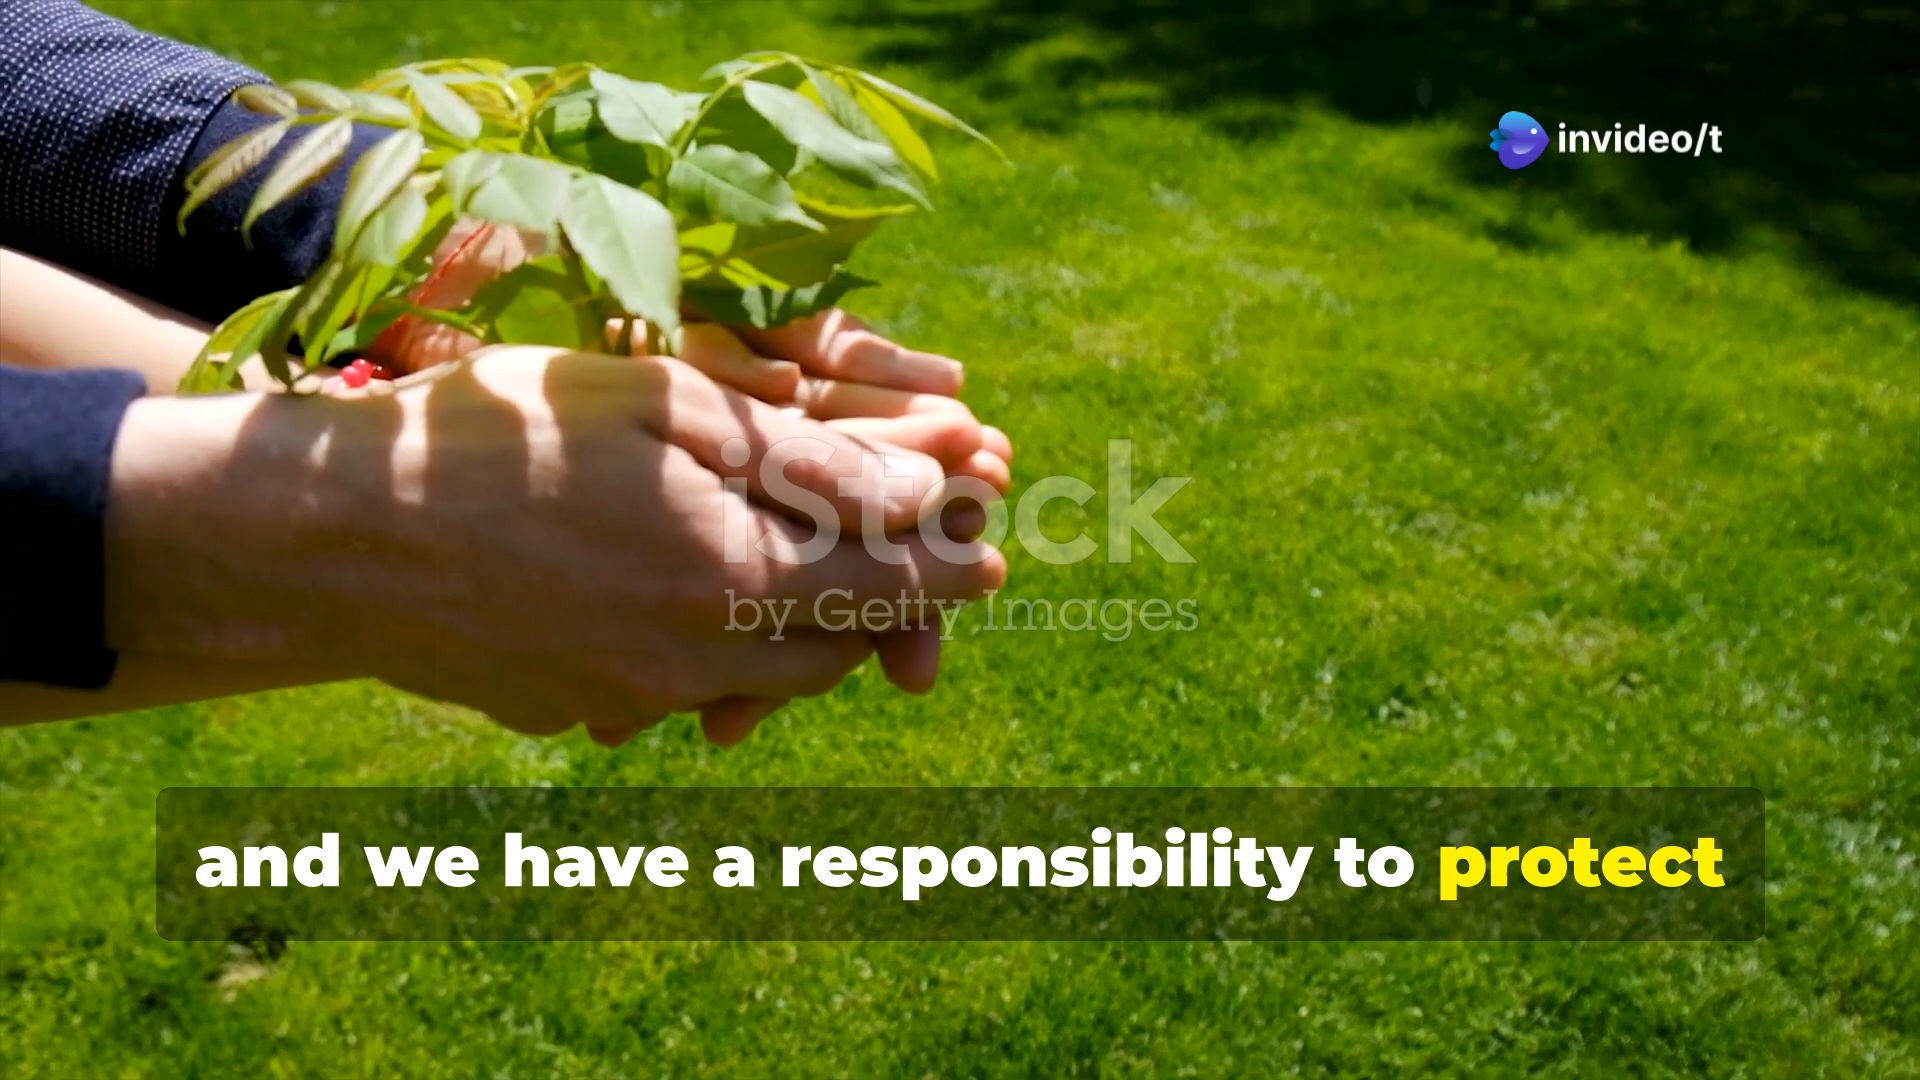 invideo/t
iStock
by Getty Images
and we have a responsibility to protect